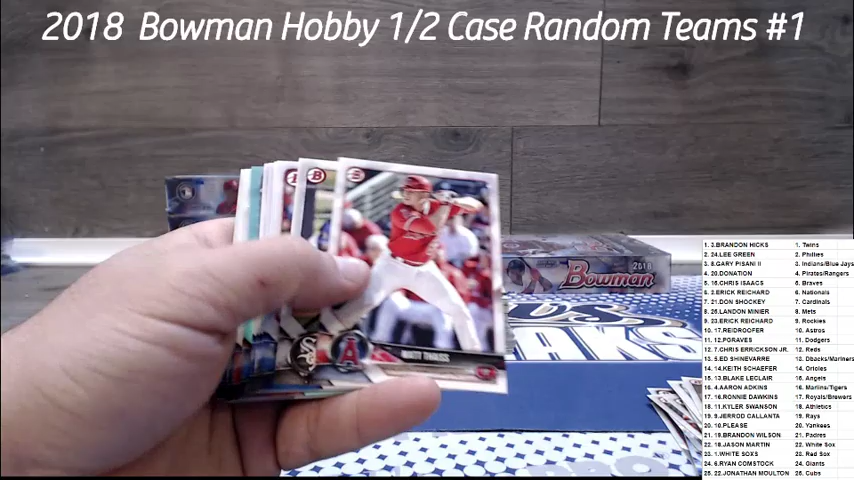 2018 Bowman Hobby 1/2 Case Random Teams #1
B B B
MATT THAISS
A
Bowman
2018
1. 3.BRANDON HICKS 1. Twins
2. 24.LEE GREEN 2. Phillies
3. 8.GARY PISANI II 3. Indians/Blue Jays
4. 20.DONATION 4. Pirates/Rangers
5. 15.CHRIS ISAACS 5. Braves
6. 2.ERICK REICHARD 6. Nationals
7. 21.DON SHOCKEY 7. Cardinals
8. 25.LANDON MINIER 8. Mets
9. 23.ERICK REICHARD 9. Rockies
10. 17.REIDROOFER 10. Astros
11. 12.PGRAVES 11. Dodgers
12. 7.CHRIS ERRICKSON JR. 12. Reds
13. 5.ED SHINEVARRE 13. Dbacks/Mariners
14. 14.KEITH SCHAEFER 14. Orioles
15. 13.BLAKE LECLAIR 15. Angels
16. 4.AARON ADKINS 16. Marlins/Tigers
17. 16.RONNIE DAWKINS 17. Royals/Brewers
18. 11.KYLER SWANSON 18. Athletics
19. 9.JERROD CALLANTA 19. Rays
20. 10.PLEASE 20. Yankees
21. 19.BRANDON WILSON 21. Padres
22. 18.JASON MARTIN 22. White Sox
23. 1.WHITE SOXS 23. Red Sox
24. 6.RYAN COMSTOCK 24. Giants
25. 22.JONATHAN MOULTON 25. Cubs